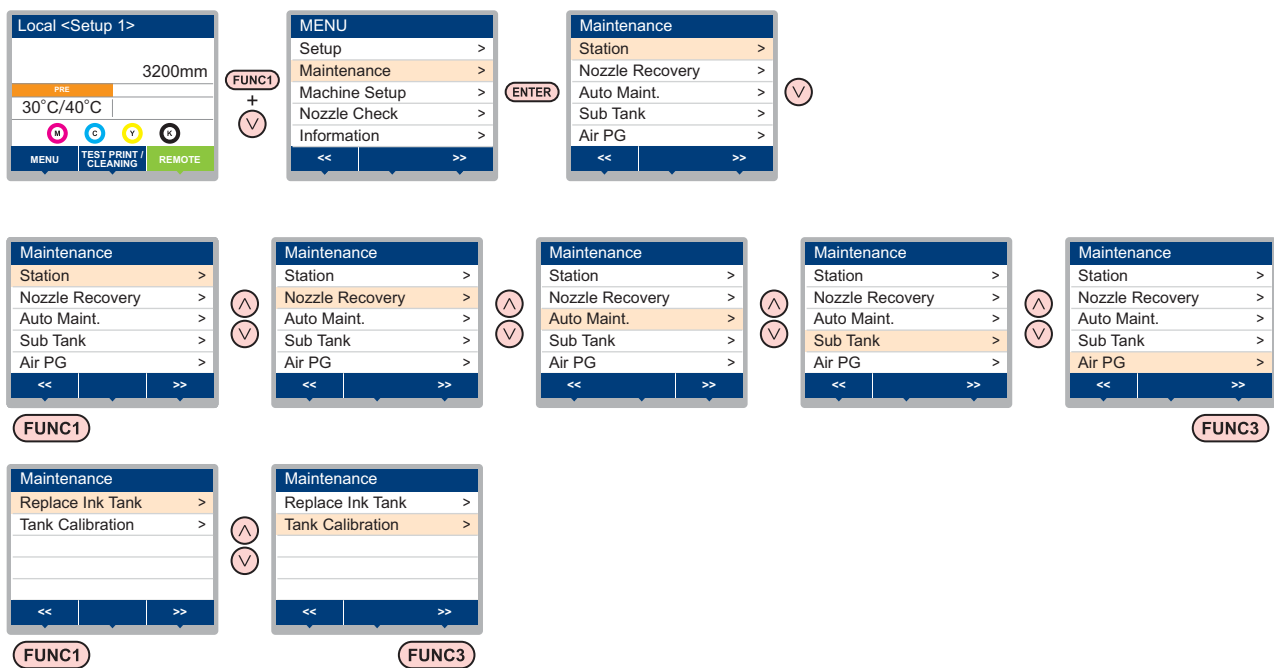 Local <Setup 1>
3200mm
PRE
30°C/40°C
M C Y K
MENU TEST PRINT / CLEANING REMOTE
FUNC1
+
MENU
Setup >
Maintenance >
Machine Setup >
Nozzle Check >
Information >
<< >>
ENTER
Maintenance
Station >
Nozzle Recovery >
Auto Maint. >
Sub Tank >
Air PG >
<< >>
Maintenance
Station >
Nozzle Recovery >
Auto Maint. >
Sub Tank >
Air PG >
<< >>
FUNC1
Maintenance
Station >
Nozzle Recovery >
Auto Maint. >
Sub Tank >
Air PG >
<< >>
Maintenance
Station >
Nozzle Recovery >
Auto Maint. >
Sub Tank >
Air PG >
<< >>
Maintenance
Station >
Nozzle Recovery >
Auto Maint. >
Sub Tank >
Air PG >
<< >>
Maintenance
Station >
Nozzle Recovery >
Auto Maint. >
Sub Tank >
Air PG >
<< >>
FUNC3
Maintenance
Replace Ink Tank >
Tank Calibration >
<< >>
FUNC1
Maintenance
Replace Ink Tank >
Tank Calibration >
<< >>
FUNC3